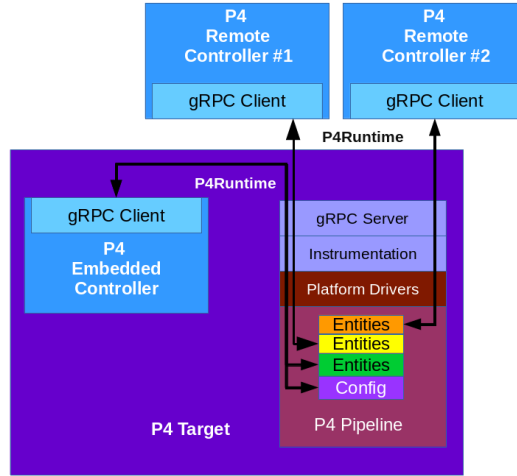 P4
Remote
Controller #1
gRPC Client
P4
Remote
Controller #2
gRPC Client
P4Runtime
P4Runtime
gRPC Client
P4
Embedded
Controller
gRPC Server
Instrumentation
Platform Drivers
Entities
Entities
Entities
Config
P4 Pipeline
P4 Target